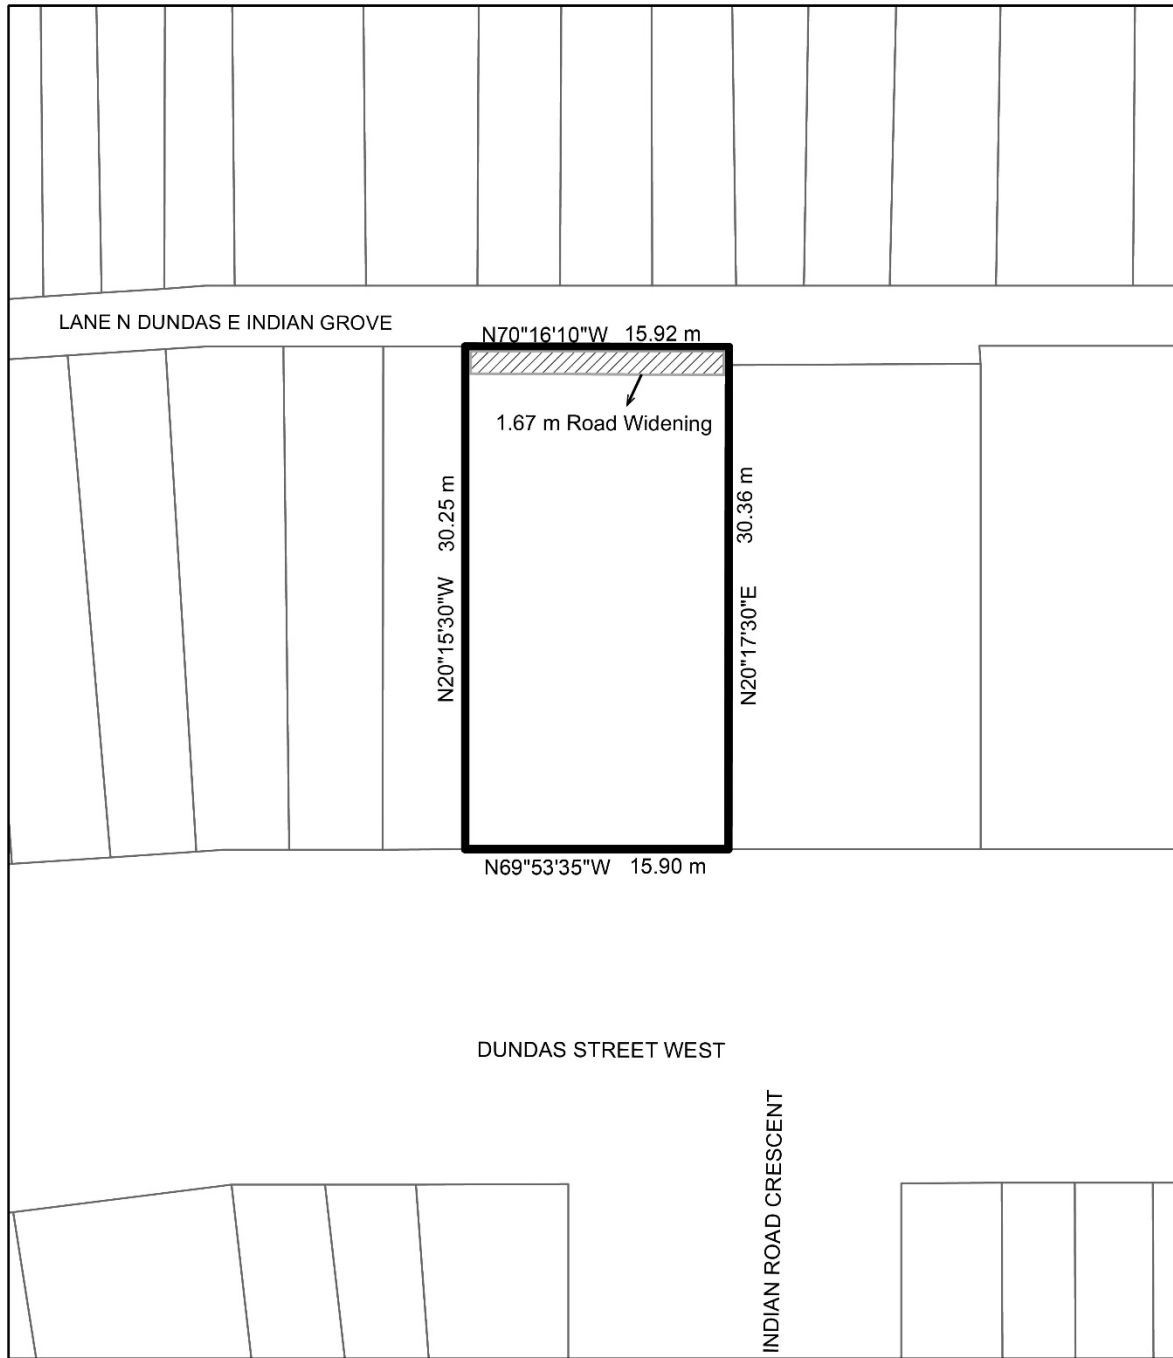 LANE N DUNDAS E INDIAN GROVE
N70"16'10"W 15.92 m
1.67 m Road Widening
N20"15'30"W 30.25 m
N20"17'30"E 30.36 m
N69"53'35"W 15.90 m
DUNDAS STREET WEST
INDIAN ROAD CRESCENT